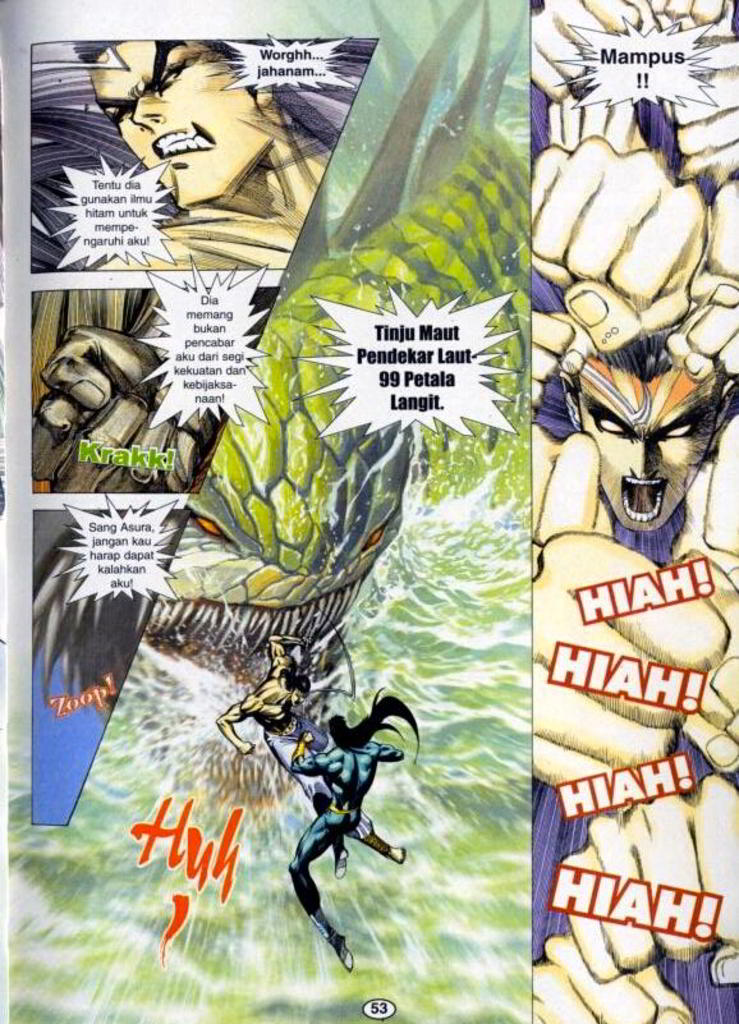 Worghh...
jahanam...
Tentu dia
gunakan ilmu
hitam untuk
mempe-
ngaruhi aku!
Dia
memang
bukan
pencabar
aku dari segi
kekuatan dan
kebijaksa-
naan!
Krakk!
Sang Asura,
jangan kau
harap dapat
kalahkan
aku!
Zoop!
Tinju Maut
Pendekar Laut-
99 Petala
Langit.
Huh
!
Mampus
!!
HIAH!
HIAH!
HIAH!
HIAH!
53